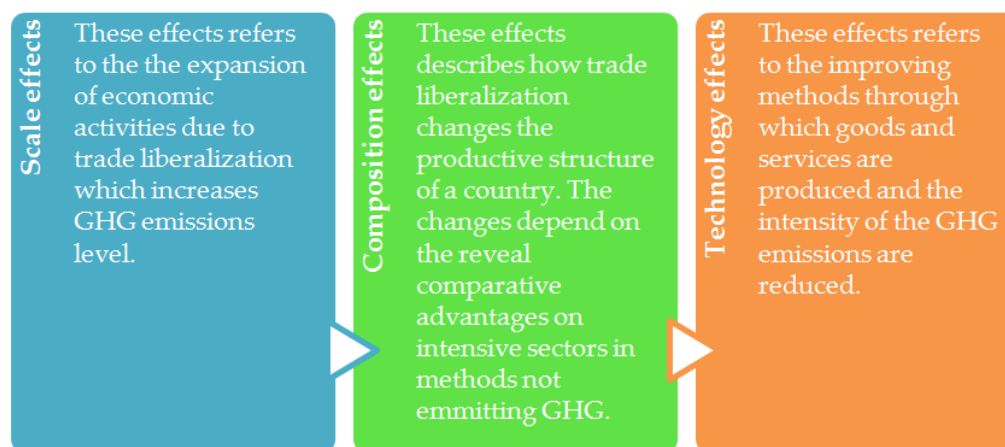 Scale effects
These effects refers
to the the expansion
of economic
activities due to
trade liberalization
which increases
GHG emissions
level.
Composition effects
These effects
describes how trade
liberalization
changes the
productive structure
of a country. The
changes depend on
the reveal
comparative
advantages on
intensive sectors in
methods not
emmitting GHG.
Technology effects
These effects refers
to the improving
methods through
which goods and
services are
produced and the
intensity of the GHG
emissions are
reduced.